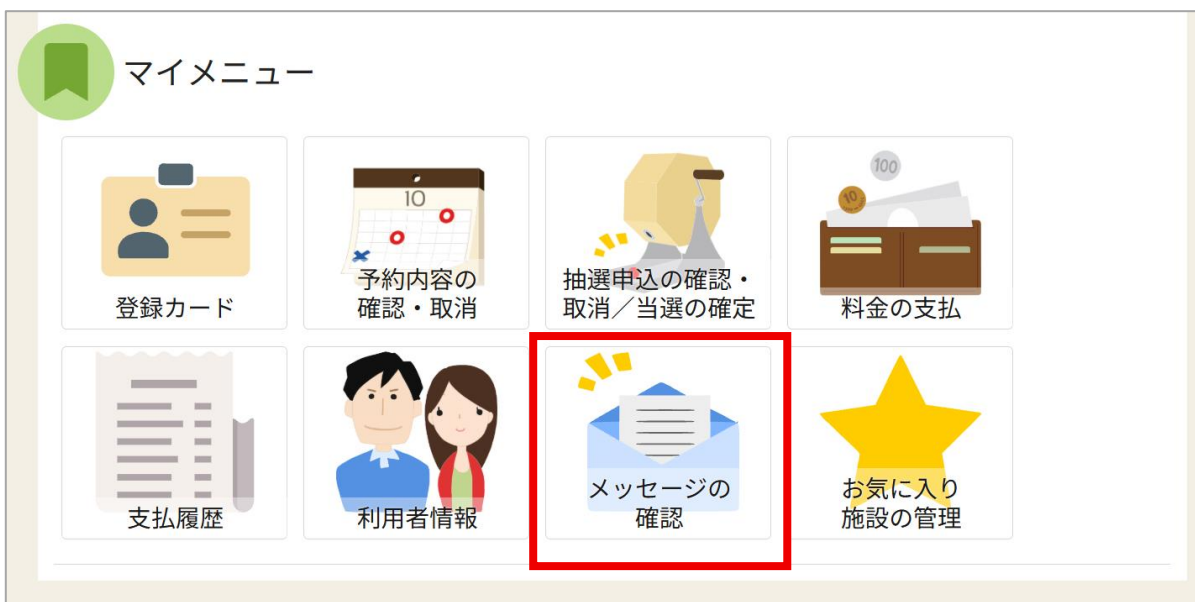 マイメニュー
10
100
10
登録カード
予約内容の
確認・取消
抽選申込の確認・
取消／当選の確定
料金の支払
支払履歴
利用者情報
メッセージの
確認
お気に入り
施設の管理